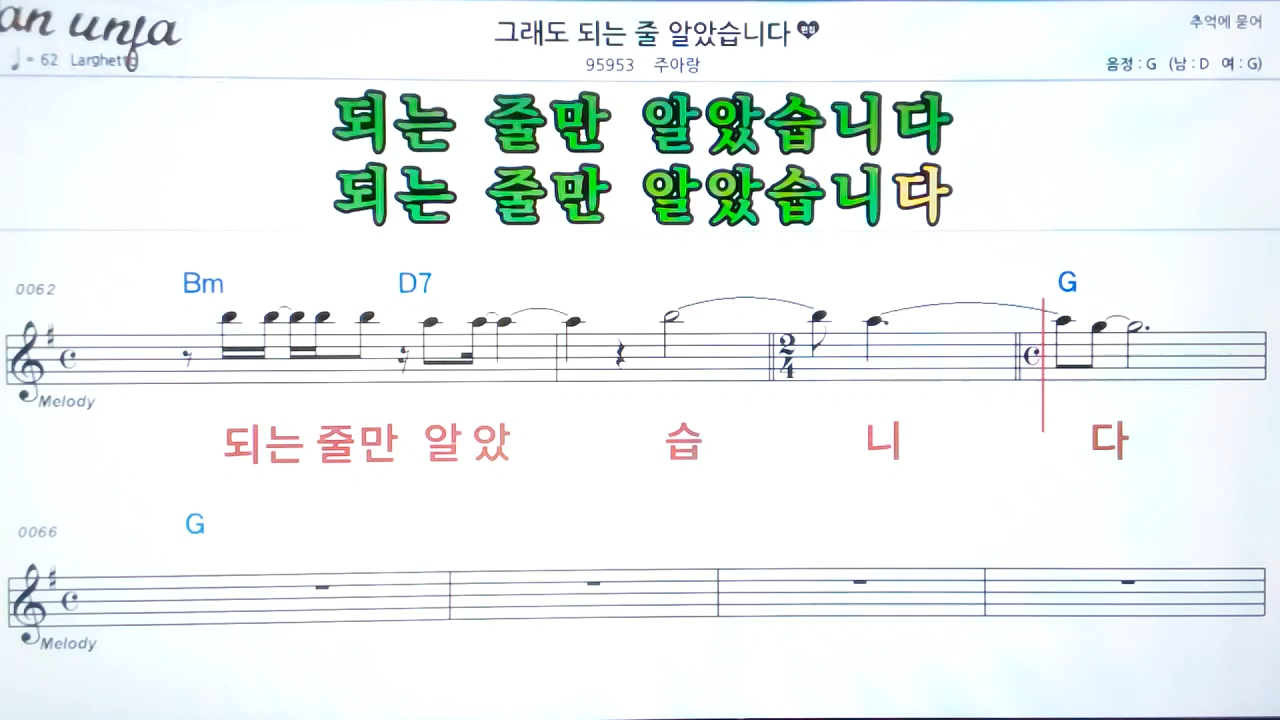 an unja
♩ = 62 Larghetto
그래도 되는 줄 알았습니다
95953 주아랑
추억에 묻어
음정 : G (남 : D 여 : G)
되는 줄만 알았습니다
되는 줄만 알았습니다
0062 Bm D7 G
2/4
Melody
되는 줄만 알 았 습 니 다
0066 G
Melody